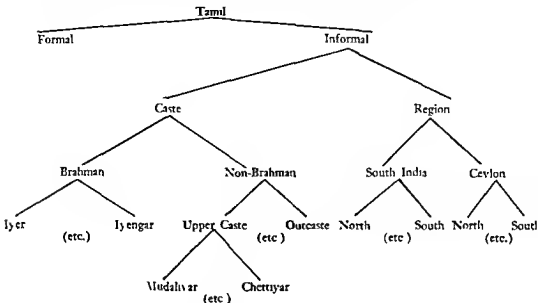 Tamil
Formal Informal
Caste Region
Brahman Non-Brahman South India Ceylon
Iyer (etc.) Iyengar Upper Caste (etc) Outcaste North (etc) South North (etc.) South
Mudaliyar (etc) Chettiyar